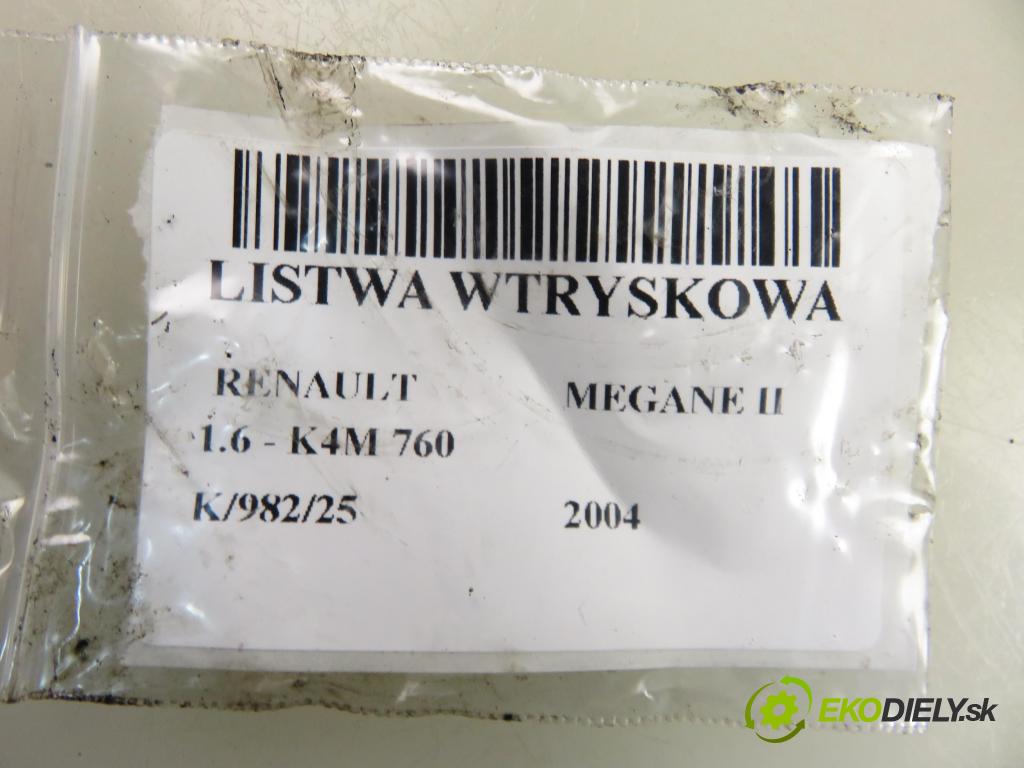 LISTWA WTRYSKOWA
RENAULT MEGANE II
1.6 - K4M 760
K/982/25 2004
EKODIELY.sk